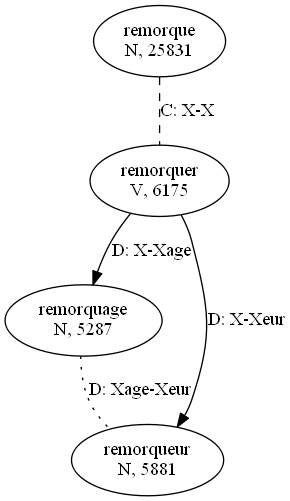 remorque
N, 25831
C: X-X
remorquer
V, 6175
D: X-Xage
remorquage
N, 5287
D: X-Xeur
D: Xage-Xeur
remorqueur
N, 5881